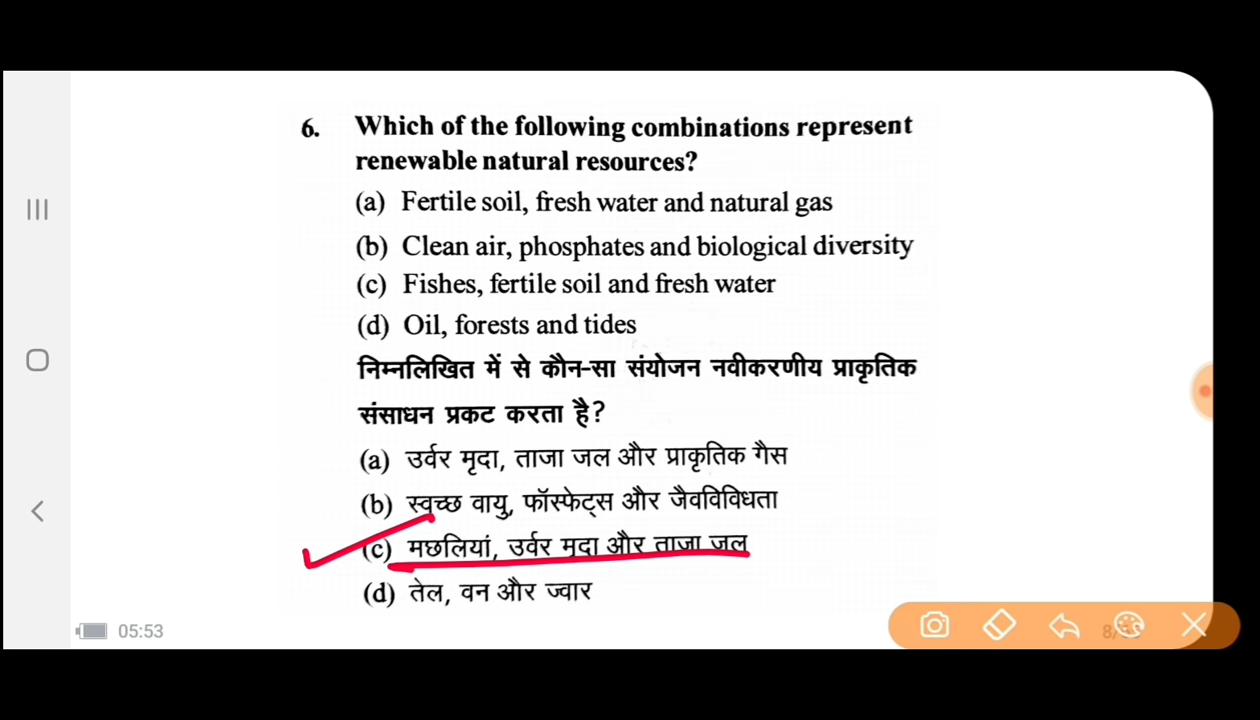 6. Which of the following combinations represent
renewable natural resources?
(a) Fertile soil, fresh water and natural gas
(b) Clean air, phosphates and biological diversity
(c) Fishes, fertile soil and fresh water
(d) Oil, forests and tides
निम्नलिखित में से कौन-सा संयोजन नवीकरणीय प्राकृतिक
संसाधन प्रकट करता है?
(a) उर्वर मृदा, ताजा जल और प्राकृतिक गैस
(b) स्वच्छ वायु, फॉस्फेट्स और जैवविविधता
(c) मछलियां, उर्वर मृदा और ताजा जल
(d) तेल, वन और ज्वार
05:53